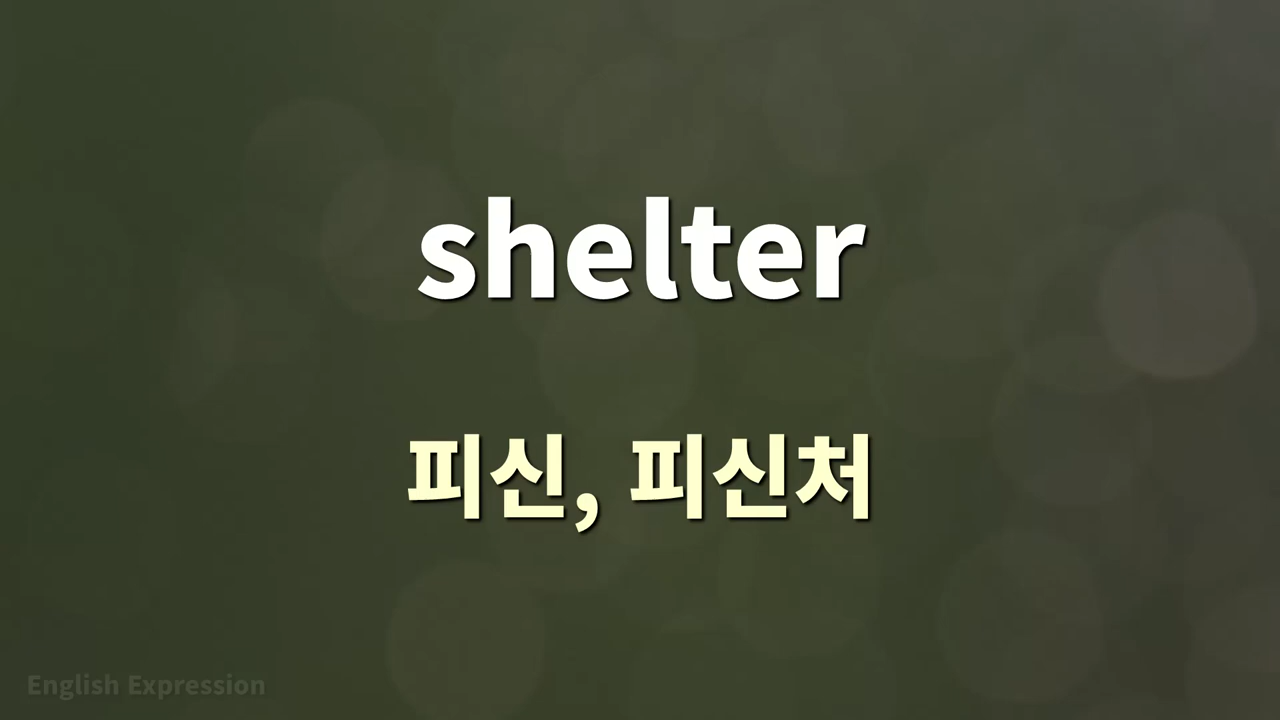 shelter
피신, 피신처
English Expression